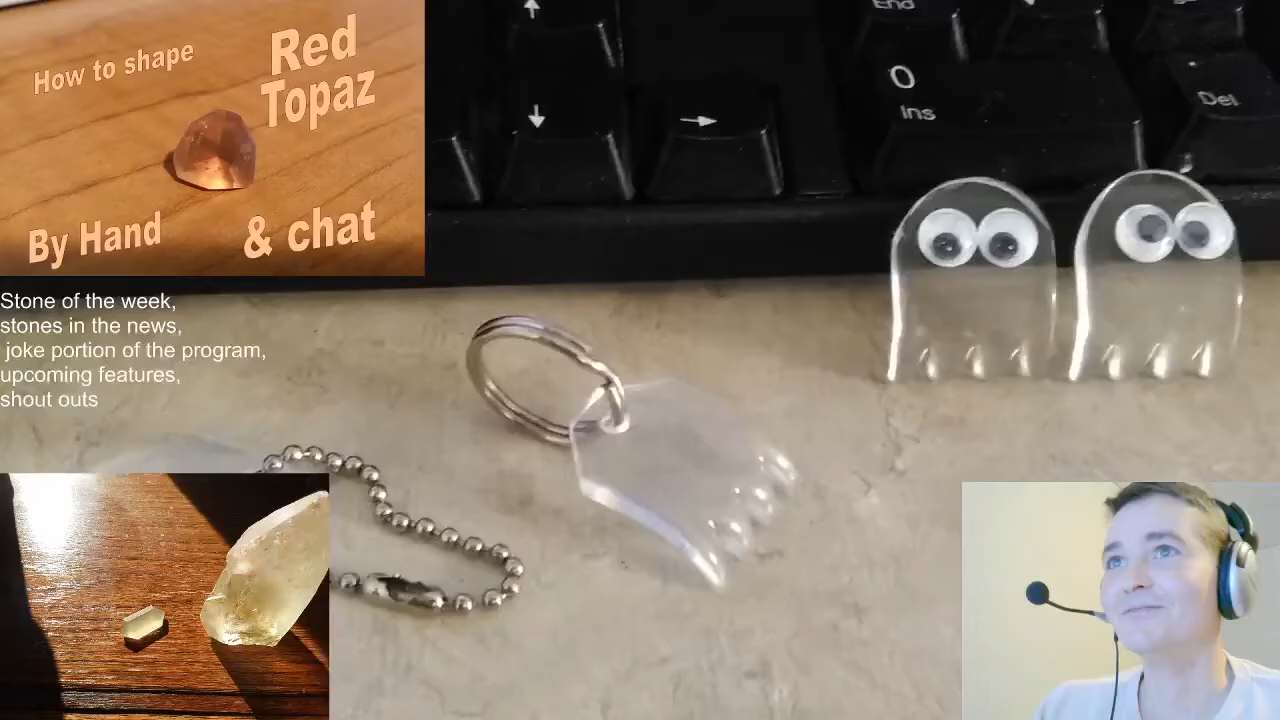 How to shape
Red
Topaz
By Hand
& chat
Stone of the week,
stones in the news,
joke portion of the program,
upcoming features,
shout outs
End
0
Ins
Del